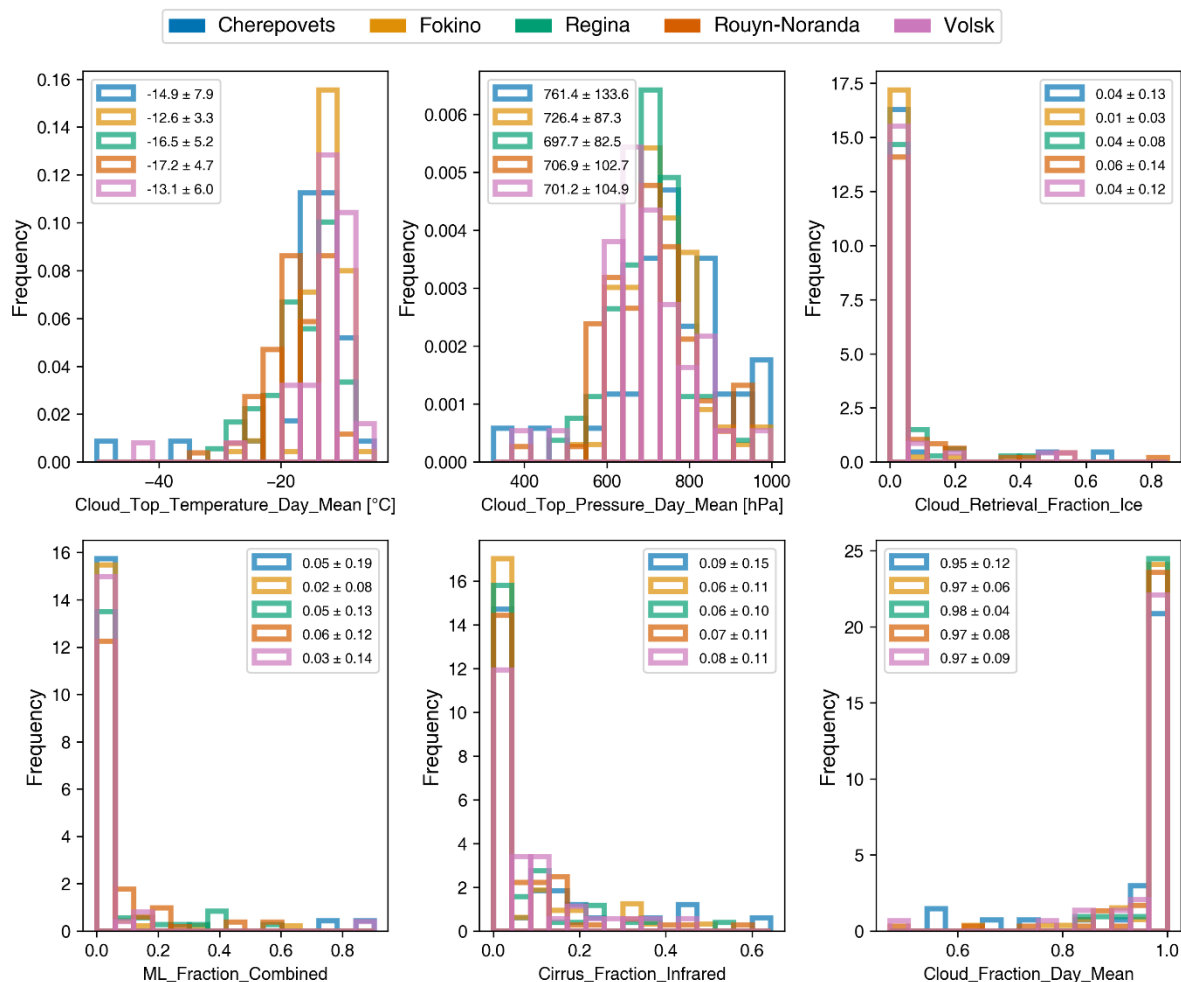 Cherepovets Fokino Regina Rouyn-Noranda Volsk
0.16
0.14
0.12
0.10
0.08
0.06
0.04
0.02
0.00
Frequency
-14.9 ± 7.9
-12.6 ± 3.3
-16.5 ± 5.2
-17.2 ± 4.7
-13.1 ± 6.0
−40 −20
Cloud_Top_Temperature_Day_Mean [°C]
0.006
0.005
0.004
0.003
0.002
0.001
0.000
Frequency
761.4 ± 133.6
726.4 ± 87.3
697.7 ± 82.5
706.9 ± 102.7
701.2 ± 104.9
400 600 800 1000
Cloud_Top_Pressure_Day_Mean [hPa]
17.5
15.0
12.5
10.0
7.5
5.0
2.5
0.0
Frequency
0.04 ± 0.13
0.01 ± 0.03
0.04 ± 0.08
0.06 ± 0.14
0.04 ± 0.12
0.0 0.2 0.4 0.6 0.8
Cloud_Retrieval_Fraction_Ice
16
14
12
10
8
6
4
2
0
Frequency
0.05 ± 0.19
0.02 ± 0.08
0.05 ± 0.13
0.06 ± 0.12
0.03 ± 0.14
0.0 0.2 0.4 0.6 0.8
ML_Fraction_Combined
16
14
12
10
8
6
4
2
0
Frequency
0.09 ± 0.15
0.06 ± 0.11
0.06 ± 0.10
0.07 ± 0.11
0.08 ± 0.11
0.0 0.2 0.4 0.6
Cirrus_Fraction_Infrared
25
20
15
10
5
0
Frequency
0.95 ± 0.12
0.97 ± 0.06
0.98 ± 0.04
0.97 ± 0.08
0.97 ± 0.09
0.6 0.8 1.0
Cloud_Fraction_Day_Mean